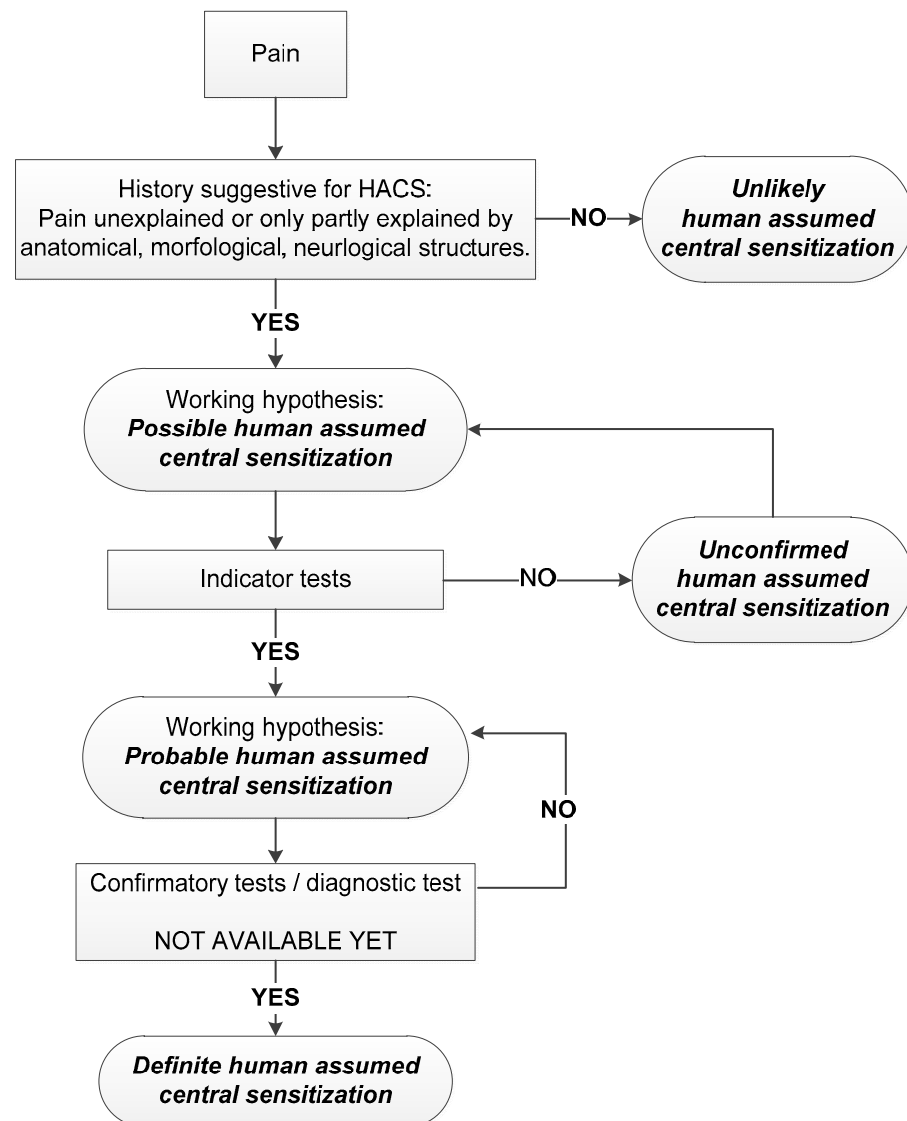 Pain
History suggestive for HACS:
Pain unexplained or only partly explained by
anatomical, morfological, neurlogical structures.
NO
Unlikely
human assumed
central sensitization
YES
Working hypothesis:
Possible human assumed
central sensitization
Indicator tests
NO
Unconfirmed
human assumed
central sensitization
YES
Working hypothesis:
Probable human assumed
central sensitization
NO
Confirmatory tests / diagnostic test
NOT AVAILABLE YET
YES
Definite human assumed
central sensitization